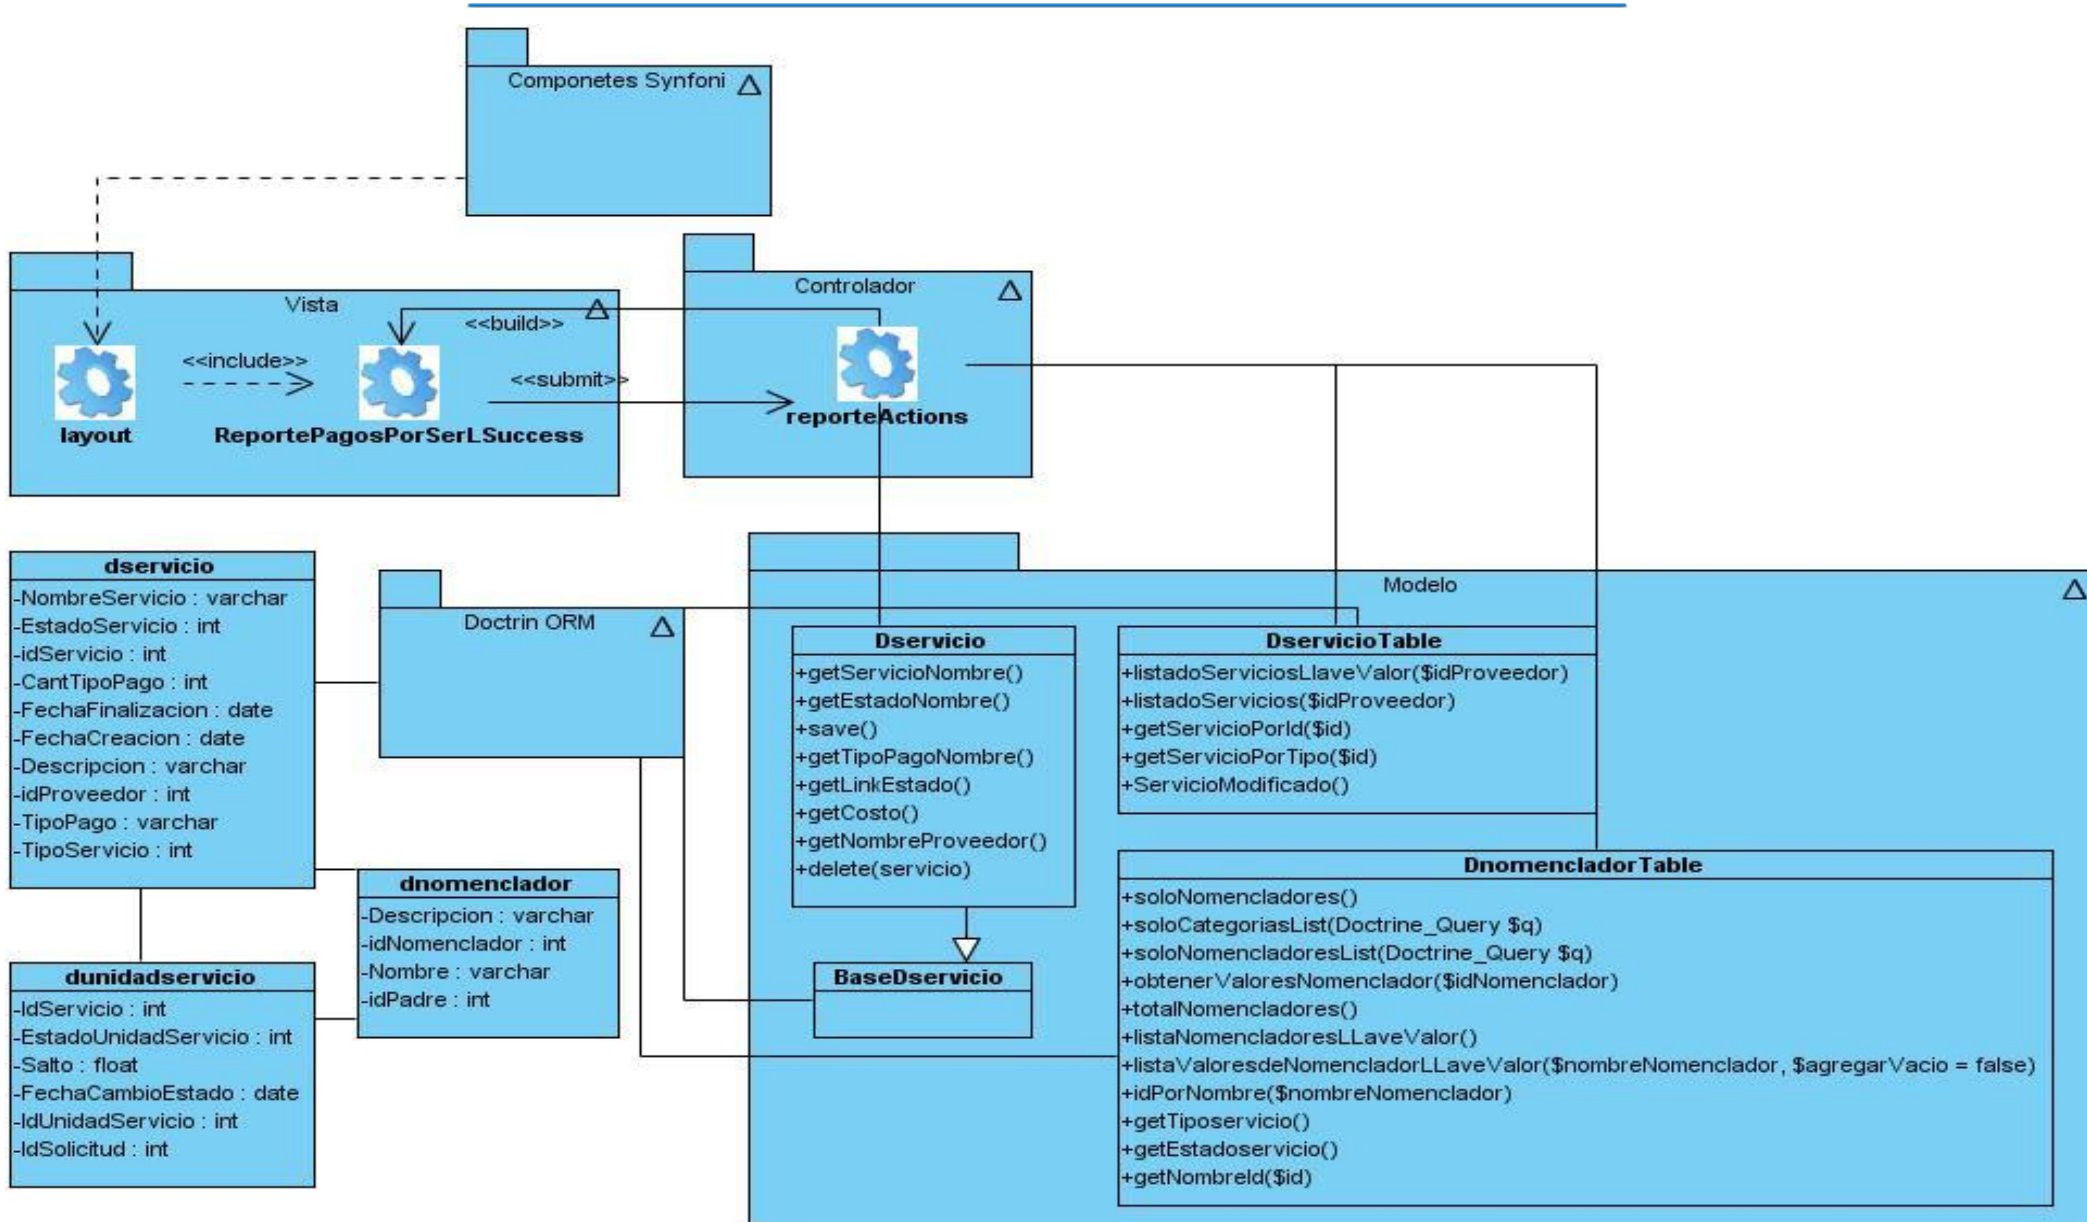 Componetes Synfoni
Vista
<<include>>
<<build>>
<<submit>>
layout
ReportePagosPorSerLSuccess
Controlador
reporteActions
dservicio
-NombreServicio : varchar
-EstadoServicio : int
-idServicio : int
-CantTipoPago : int
-FechaFinalizacion : date
-FechaCreacion : date
-Descripcion : varchar
-idProveedor : int
-TipoPago : varchar
-TipoServicio : int
Doctrin ORM
dnomenclador
-Descripcion : varchar
-idNomenclador : int
-Nombre : varchar
-idPadre : int
dunidadservicio
-IdServicio : int
-EstadoUnidadServicio : int
-Salto : float
-FechaCambioEstado : date
-IdUnidadServicio : int
-IdSolicitud : int
Modelo
Dservicio
+getServicioNombre()
+getEstadoNombre()
+save()
+getTipoPagoNombre()
+getLinkEstado()
+getCosto()
+getNombreProveedor()
+delete(servicio)
BaseDservicio
DservicioTable
+listadoServiciosLlaveValor($idProveedor)
+listadoServicios($idProveedor)
+getServicioPorId($id)
+getServicioPorTipo($id)
+ServicioModificado()
DnomencladorTable
+soloNomencladores()
+soloCategoriasList(Doctrine_Query $q)
+soloNomencladoresList(Doctrine_Query $q)
+obtenerValoresNomenclador($idNomenclador)
+totalNomencladores()
+listaNomencladoresLLaveValor()
+listaValoresdeNomencladorLLaveValor($nombreNomenclador, $agregarVacio = false)
+idPorNombre($nombreNomenclador)
+getTiposervicio()
+getEstadoservicio()
+getNombreId($id)